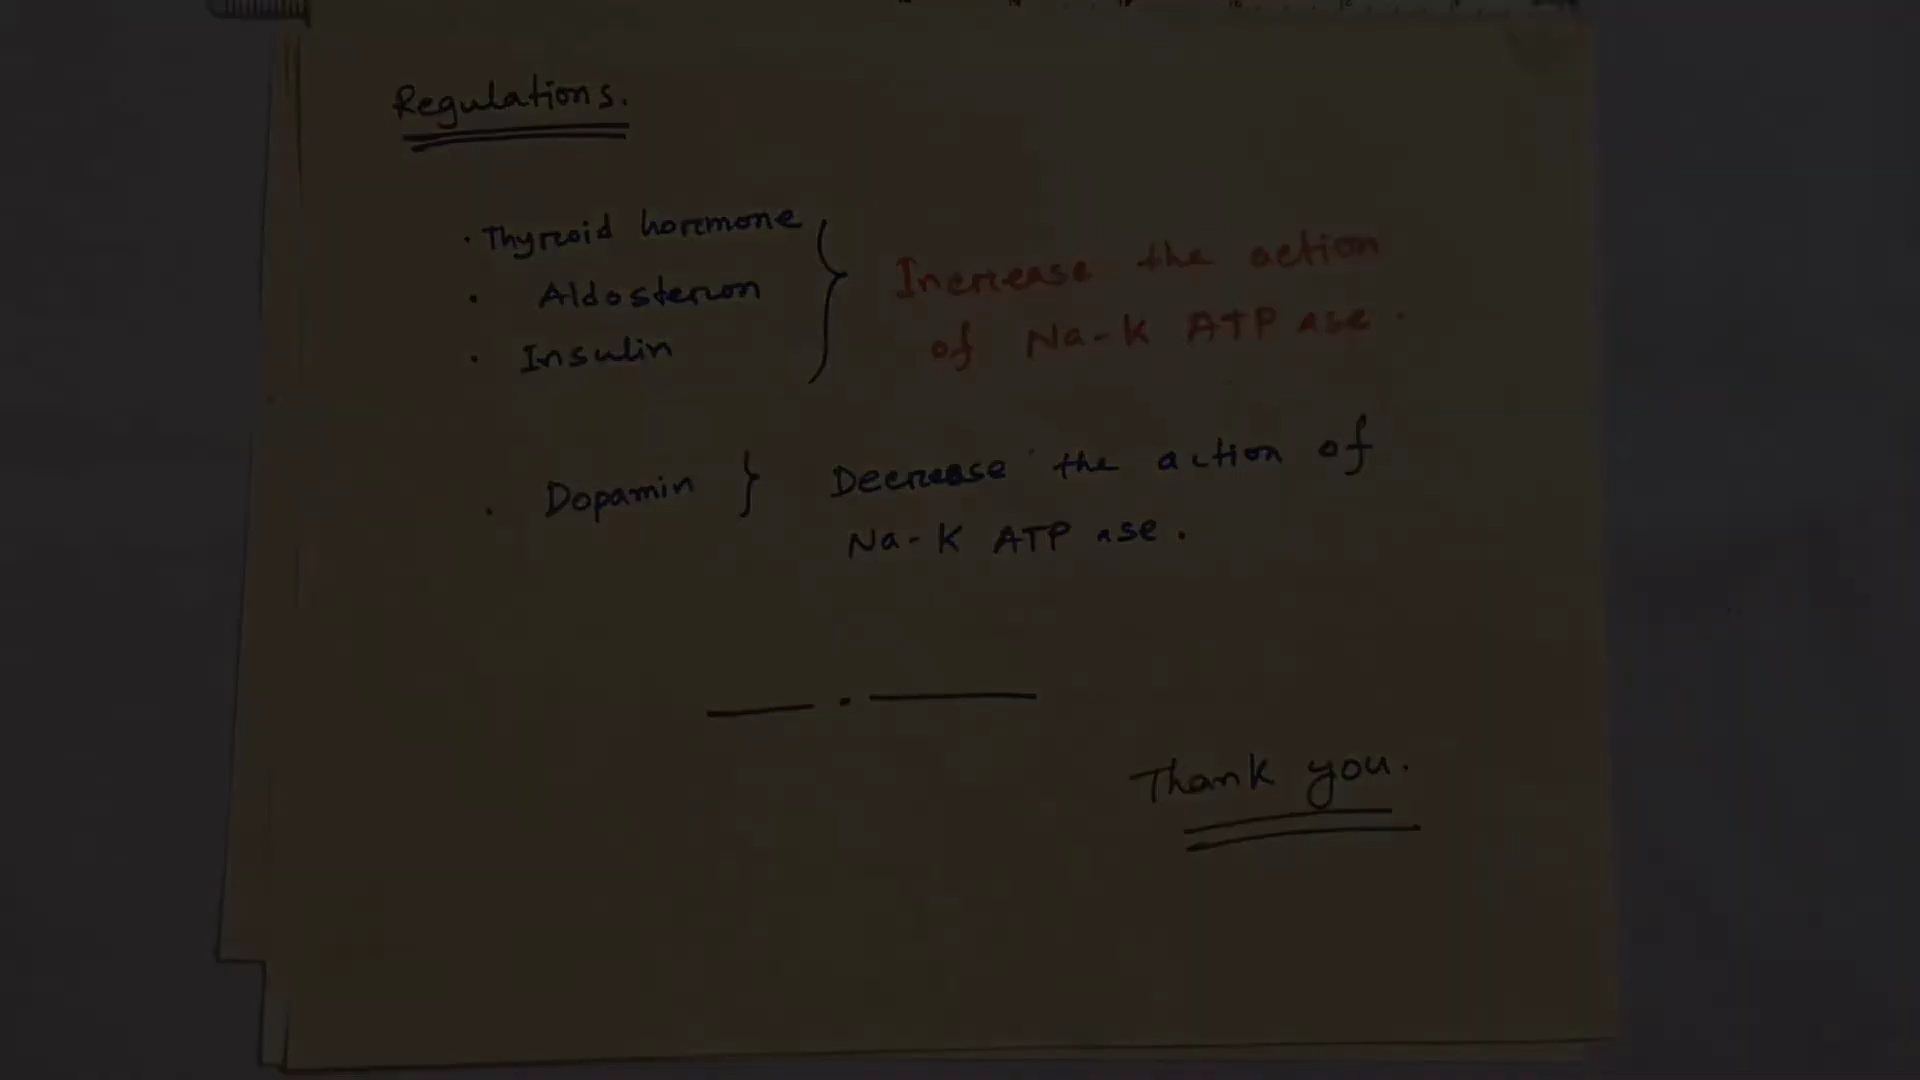 Regulations.
· Thyroid hormone
· Aldosteron
· Insulin
Increase the action
of Na-K ATP ase.
· Dopamin } Decrease the action of
Na-K ATP ase.
Thank you.